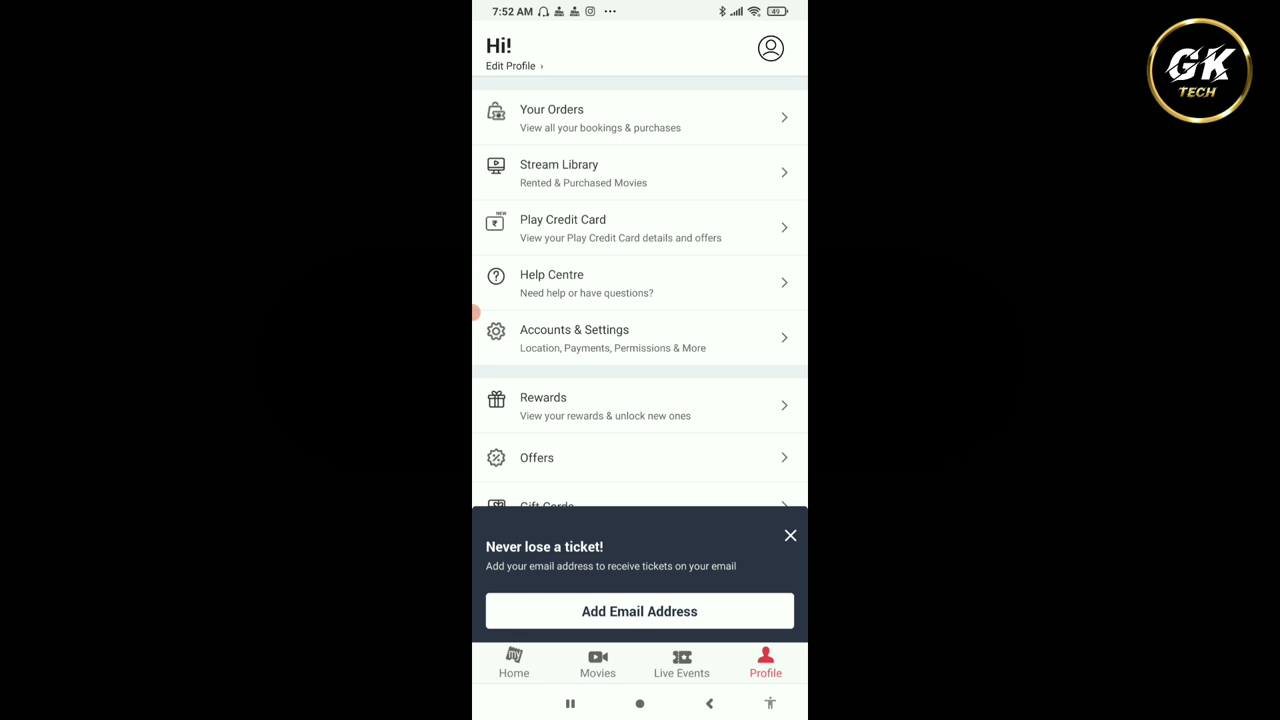 7:52 AM
49
GK
TECH
Hi!
Edit Profile
Your Orders
View all your bookings & purchases
Stream Library
Rented & Purchased Movies
NEW
Play Credit Card
View your Play Credit Card details and offers
Help Centre
Need help or have questions?
Accounts & Settings
Location, Payments, Permissions & More
Rewards
View your rewards & unlock new ones
Offers
Gift Cards
Never lose a ticket!
Add your email address to receive tickets on your email
Add Email Address
my
Home
Movies
Live Events
Profile